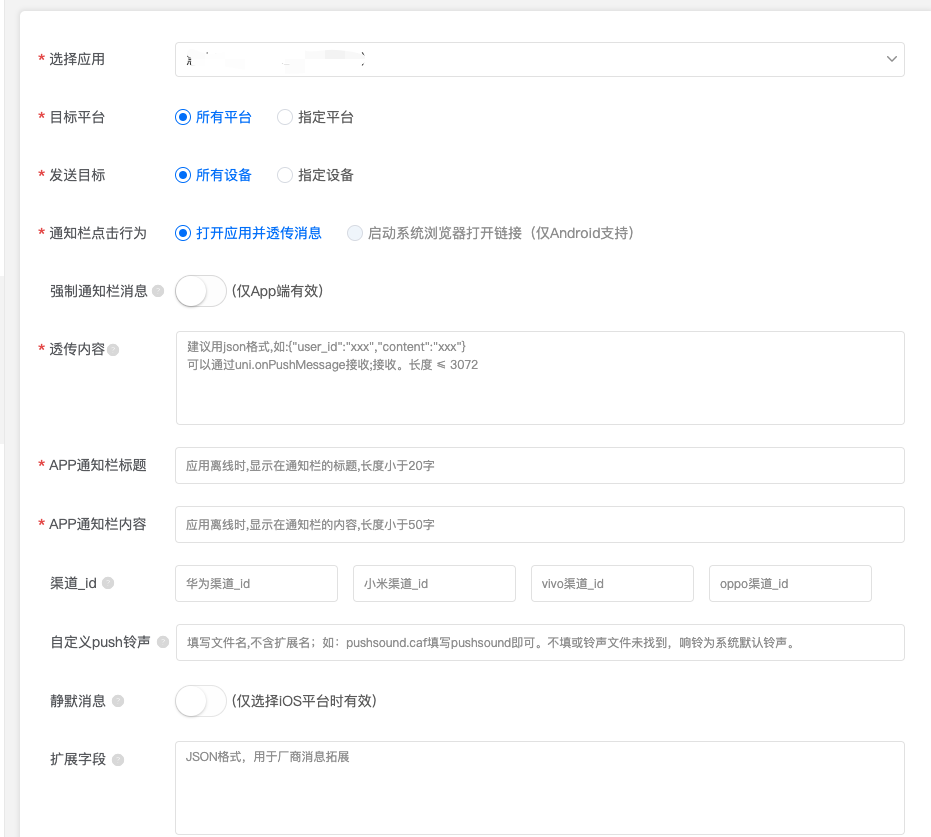 * 选择应用
* 目标平台 所有平台 指定平台
* 发送目标 所有设备 指定设备
* 通知栏点击行为 打开应用并透传消息 启动系统浏览器打开链接（仅Android支持）
强制通知栏消息 ? (仅App端有效)
* 透传内容 ? 建议用json格式,如:{"user_id":"xxx","content":"xxx"}
可以通过uni.onPushMessage接收;接收。长度 ≤ 3072
* APP通知栏标题 应用离线时,显示在通知栏的标题,长度小于20字
* APP通知栏内容 应用离线时,显示在通知栏的内容,长度小于50字
渠道_id ? 华为渠道_id 小米渠道_id vivo渠道_id oppo渠道_id
自定义push铃声 ? 填写文件名,不含扩展名；如：pushsound.caf填写pushsound即可。不填或铃声文件未找到，响铃为系统默认铃声。
静默消息 ? (仅选择iOS平台时有效)
扩展字段 ? JSON格式，用于厂商消息拓展